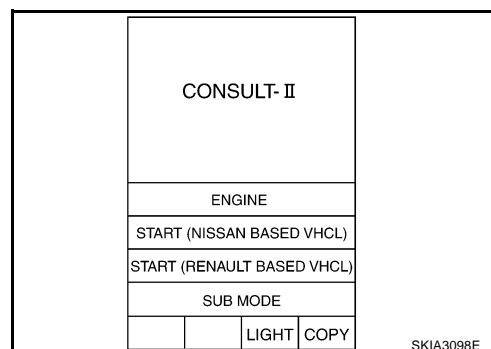 CONSULT-II
ENGINE
START (NISSAN BASED VHCL)
START (RENAULT BASED VHCL)
SUB MODE
LIGHT COPY
SKIA3098E